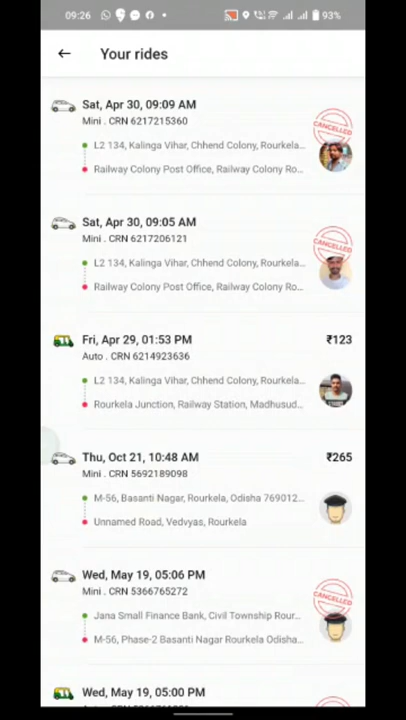 09:26
93%
Your rides
Sat, Apr 30, 09:09 AM
Mini . CRN 6217215360
CANCELLED
L2 134, Kalinga Vihar, Chhend Colony, Rourkela...
Railway Colony Post Office, Railway Colony Ro...
Sat, Apr 30, 09:05 AM
Mini . CRN 6217206121
CANCELLED
L2 134, Kalinga Vihar, Chhend Colony, Rourkela...
Railway Colony Post Office, Railway Colony Ro...
Fri, Apr 29, 01:53 PM
₹123
Auto . CRN 6214923636
L2 134, Kalinga Vihar, Chhend Colony, Rourkela...
Rourkela Junction, Railway Station, Madhusud...
Thu, Oct 21, 10:48 AM
₹265
Mini . CRN 5692189098
M-56, Basanti Nagar, Rourkela, Odisha 769012...
Unnamed Road, Vedvyas, Rourkela
Wed, May 19, 05:06 PM
Mini . CRN 5366765272
CANCELLED
Jana Small Finance Bank, Civil Township Rour...
M-56, Phase-2 Basanti Nagar Rourkela Odisha...
Wed, May 19, 05:00 PM